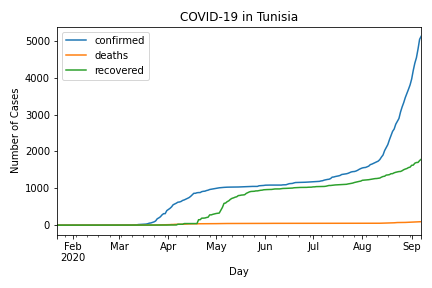 COVID-19 in Tunisia
confirmed
deaths
recovered
Number of Cases
5000
4000
3000
2000
1000
0
Feb Mar Apr May Jun Jul Aug Sep
2020
Day